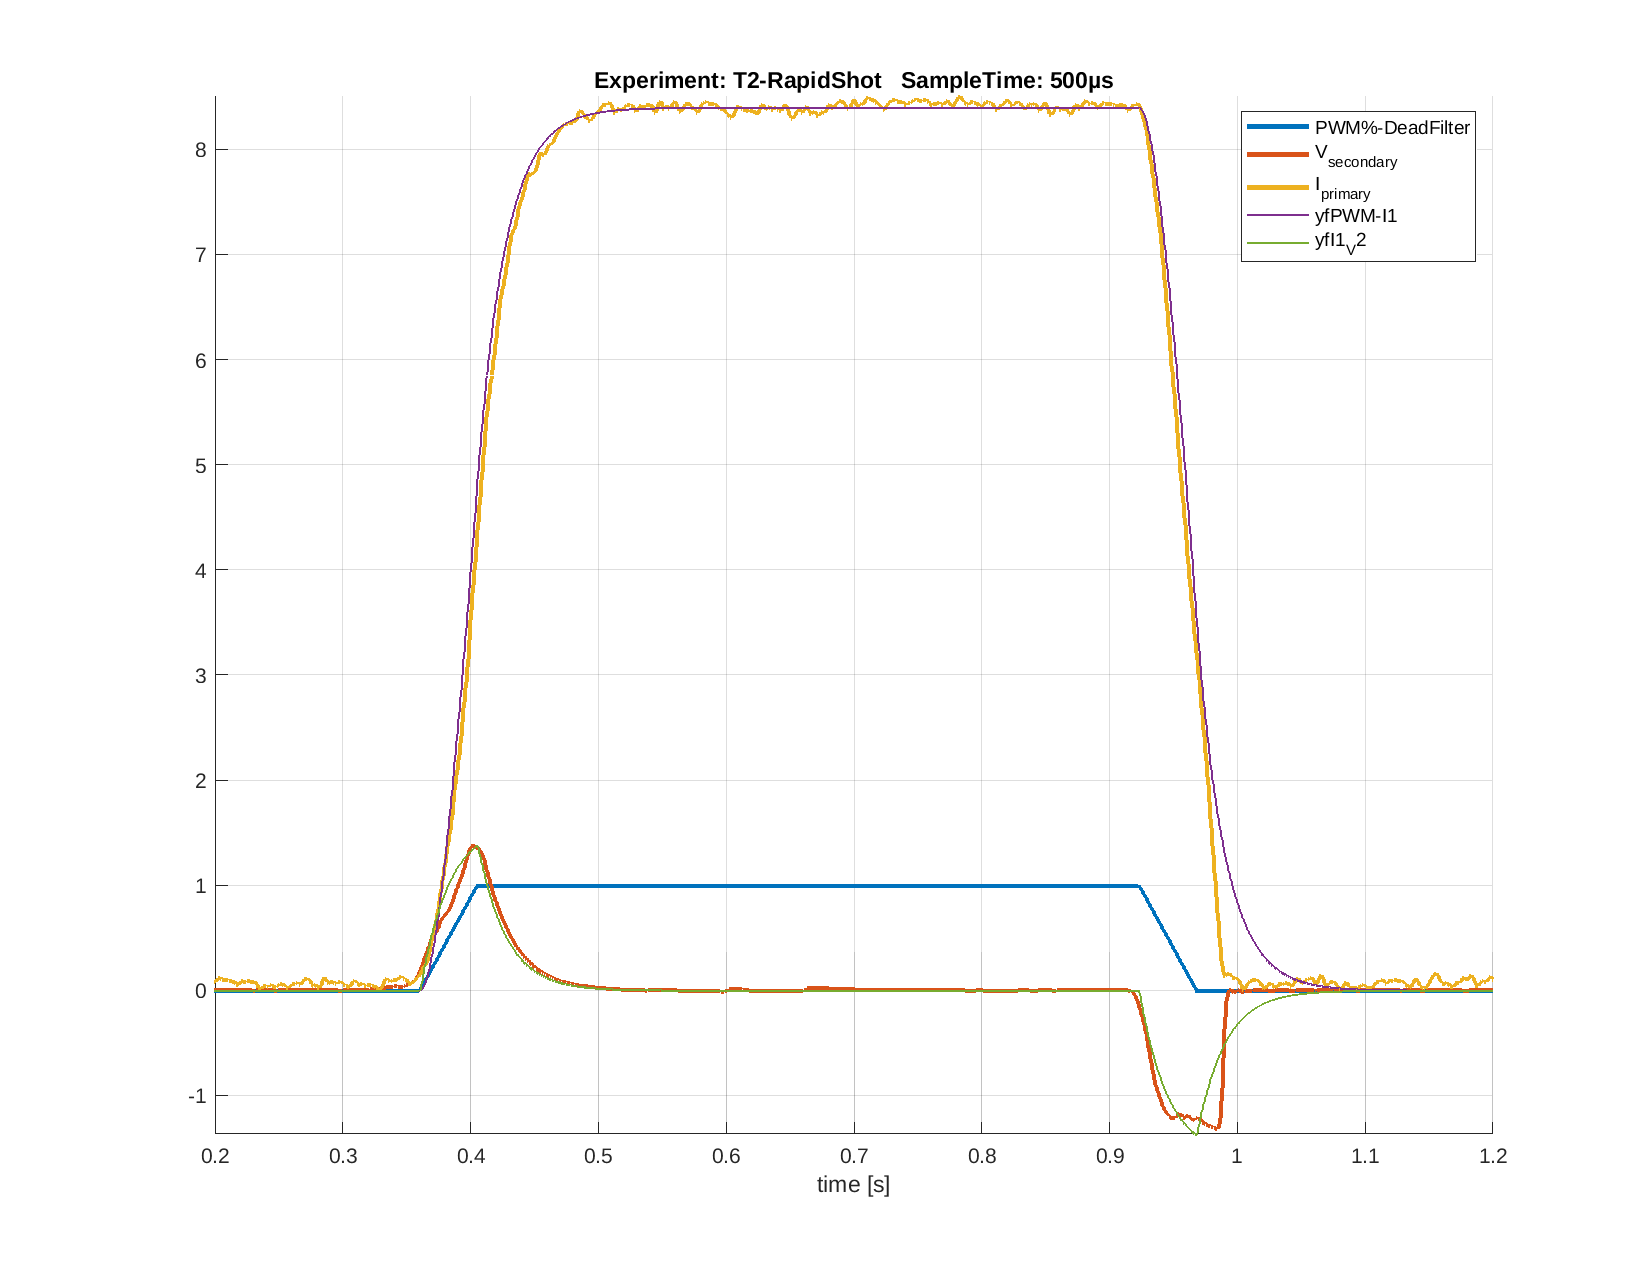 Experiment: T2-RapidShot   SampleTime: 500µs
PWM%-DeadFilter
Vsecondary
Iprimary
yfPWM-I1
yfI1V2
8
7
6
5
4
3
2
1
0
-1
0.2 0.3 0.4 0.5 0.6 0.7 0.8 0.9 1 1.1 1.2
time [s]